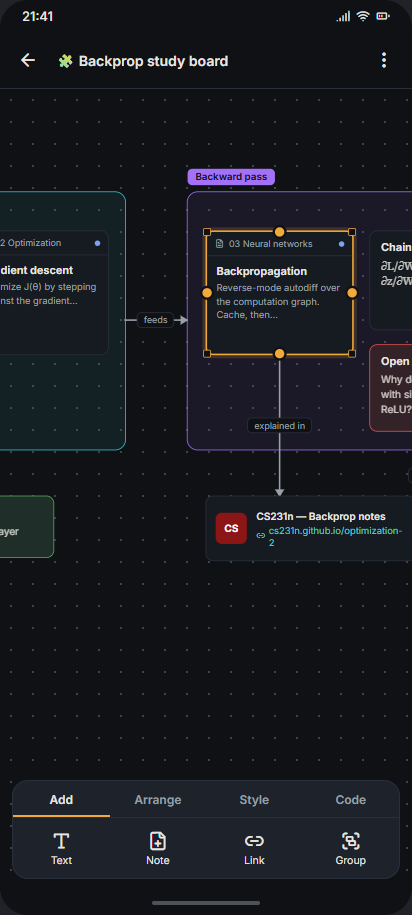 21:41
Backprop study board
Backward pass
2 Optimization
dient descent
mize J(θ) by stepping
nst the gradient...
feeds
03 Neural networks
Backpropagation
Reverse-mode autodiff over
the computation graph.
Cache, then...
Chain
∂L/∂W
∂z/∂W
Open
Why d
with si
ReLU?
explained in
ayer
CS
CS231n — Backprop notes
cs231n.github.io/optimization-
2
Add
Arrange
Style
Code
Text
Note
Link
Group